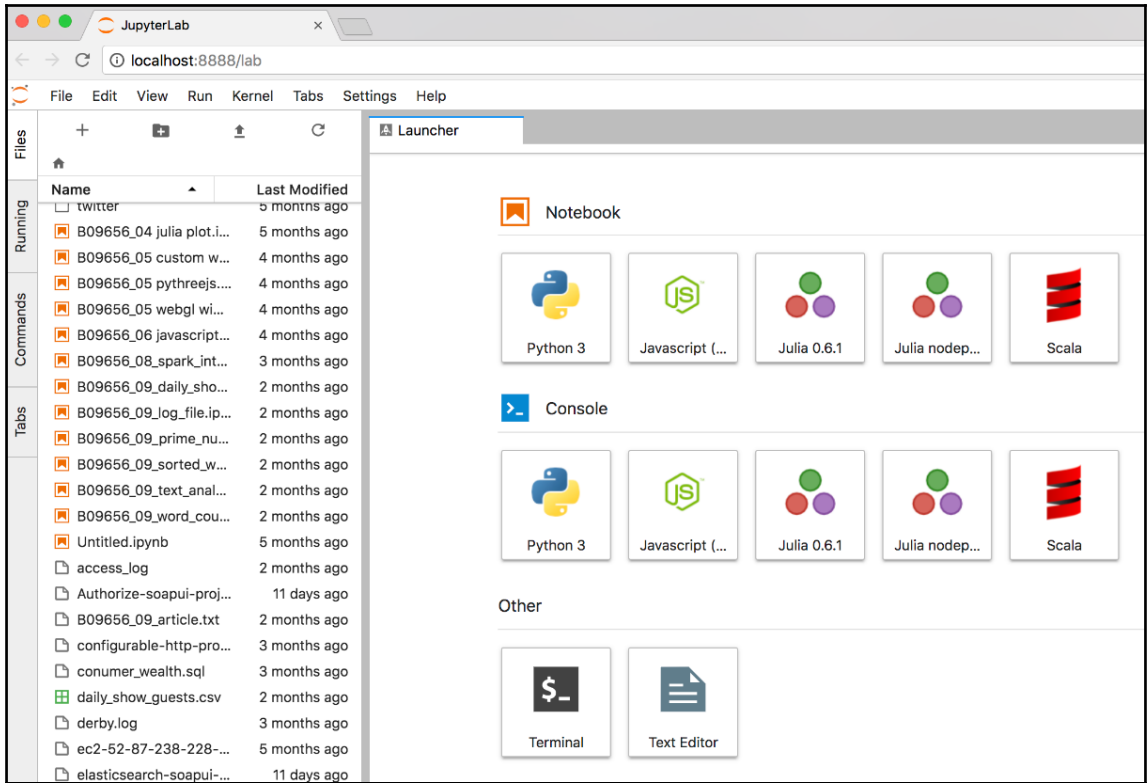 JupyterLab
localhost:8888/lab
File Edit View Run Kernel Tabs Settings Help
Files
Running
Commands
Tabs
Name Last Modified
twitter 5 months ago
B09656_04 julia plot.i... 5 months ago
B09656_05 custom w... 4 months ago
B09656_05 pythreejs.... 4 months ago
B09656_05 webgl wi... 4 months ago
B09656_06 javascript... 4 months ago
B09656_08_spark_int... 3 months ago
B09656_09_daily_sho... 2 months ago
B09656_09_log_file.ip... 2 months ago
B09656_09_prime_nu... 2 months ago
B09656_09_sorted_w... 2 months ago
B09656_09_text_anal... 2 months ago
B09656_09_word_cou... 2 months ago
Untitled.ipynb 5 months ago
access_log 2 months ago
Authorize-soapui-proj... 11 days ago
B09656_09_article.txt 2 months ago
configurable-http-pro... 3 months ago
conumer_wealth.sql 3 months ago
daily_show_guests.csv 2 months ago
derby.log 3 months ago
ec2-52-87-238-228-... 5 months ago
elasticsearch-soapui-... 11 days ago
Launcher
Notebook
JS
Python 3 Javascript (... Julia 0.6.1 Julia nodep... Scala
>_ Console
JS
Python 3 Javascript (... Julia 0.6.1 Julia nodep... Scala
Other
$_
Terminal Text Editor